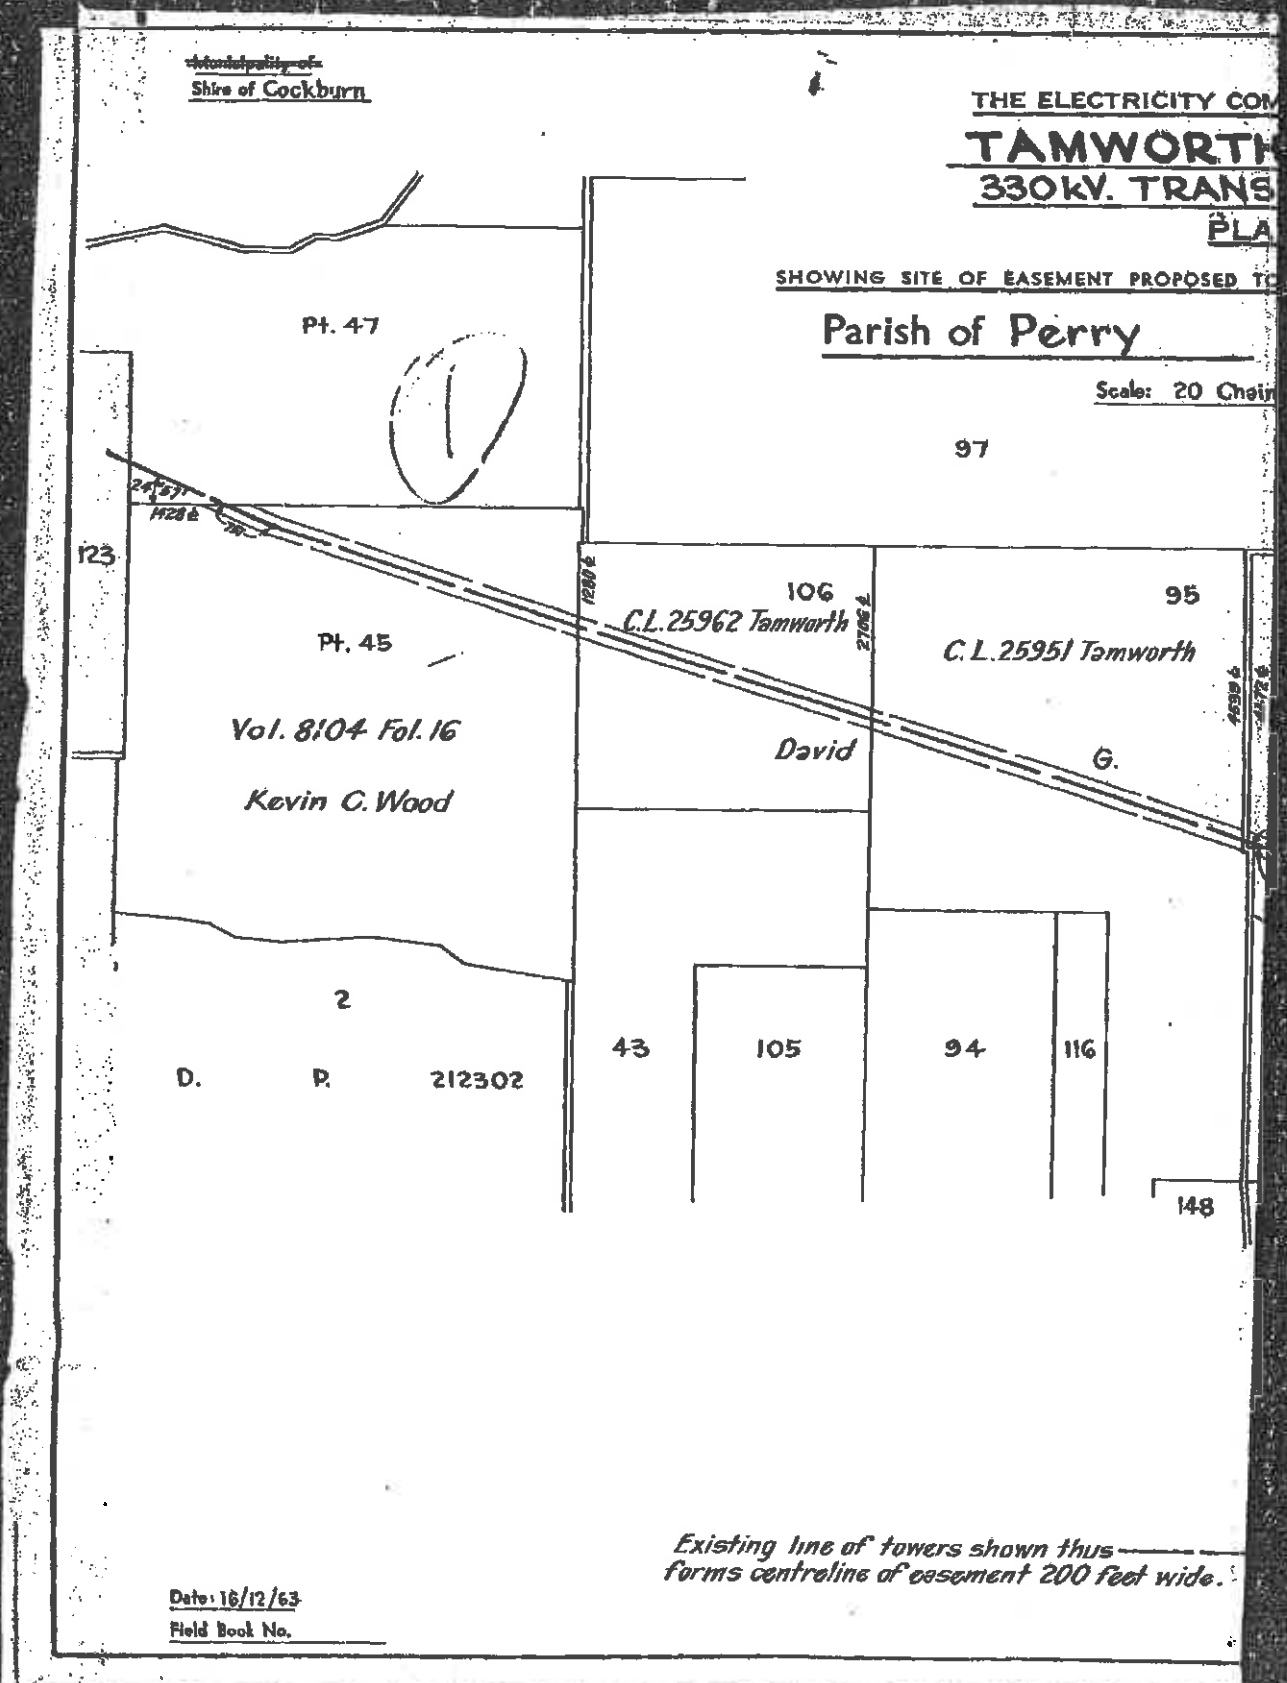 Municipality of
Shire of Cockburn
THE ELECTRICITY COM
TAMWORTH
330kV. TRANS
PLA
SHOWING SITE OF EASEMENT PROPOSED TO
Parish of Perry
Scale: 20 Chain
Pt. 47
97
1428
123
1280
106
C.L.25962 Tamworth
2706
95
C.L.25951 Tamworth
Pt. 45
Vol. 8104 Fol. 16
David
G.
Kevin C. Wood
2
D. P. 212302
43
105
94
116
148
Existing line of towers shown thus
forms centreline of easement 200 feet wide.
Date: 16/12/63
Field Book No.